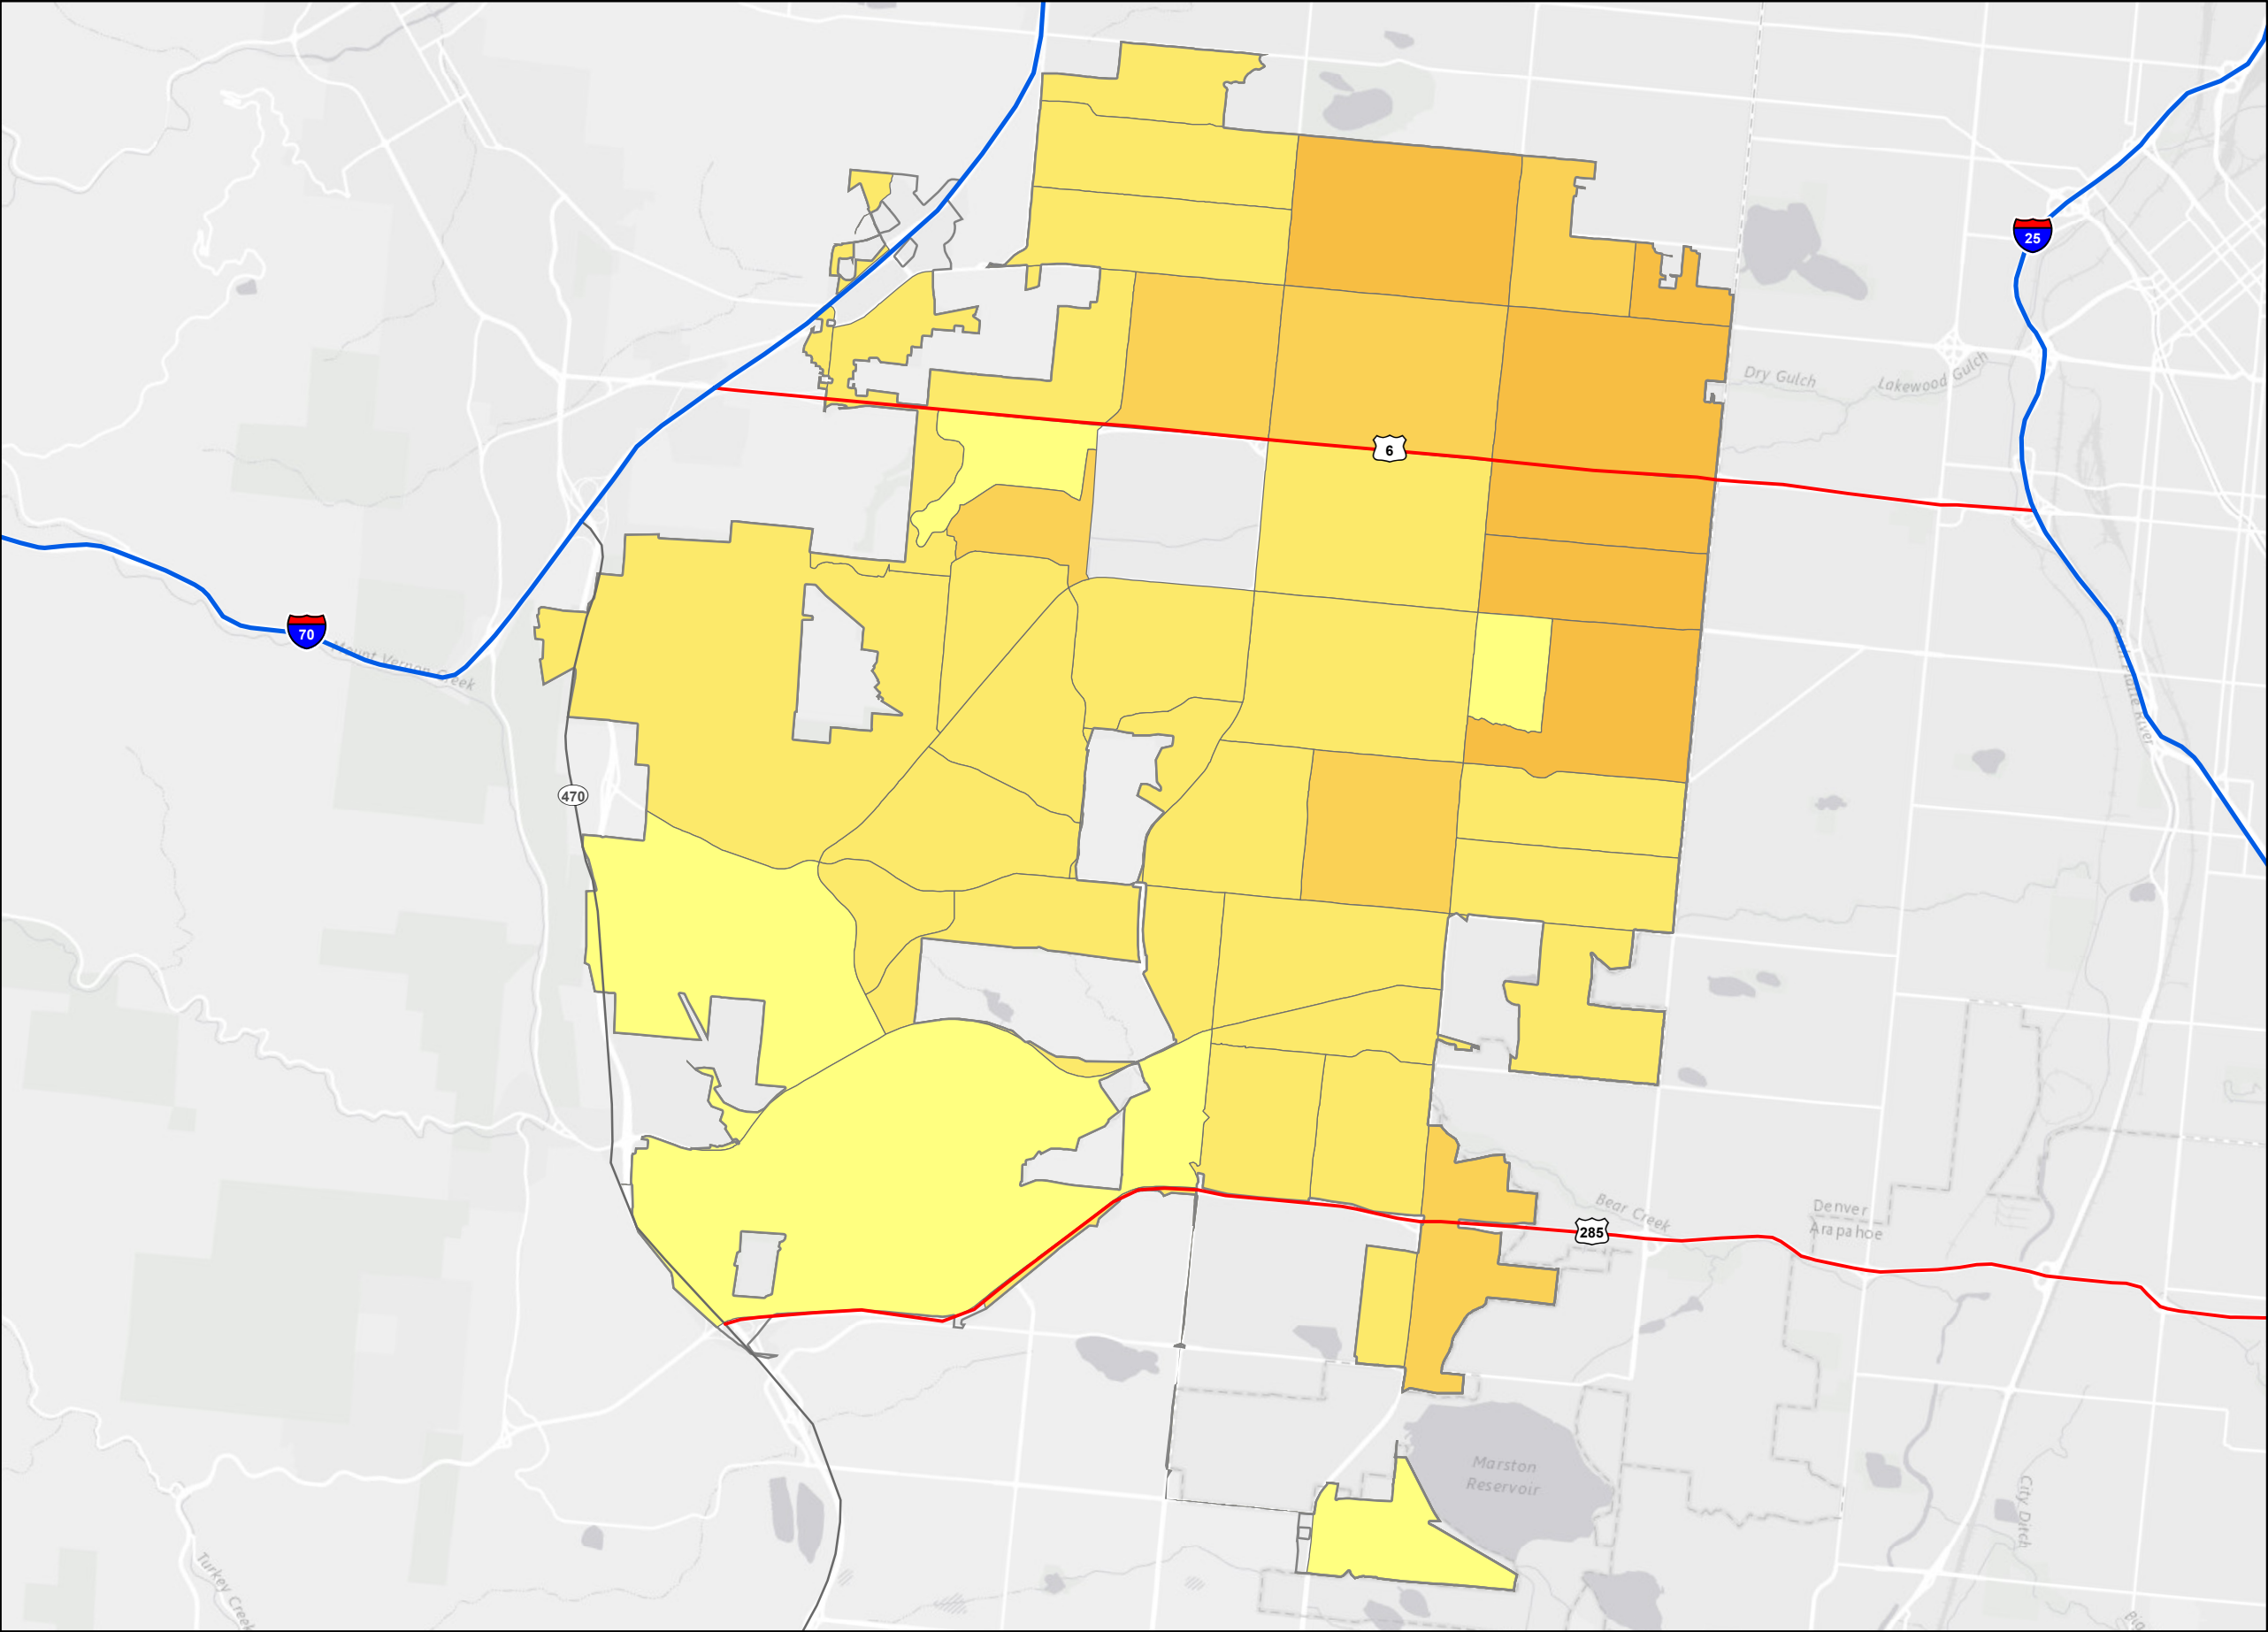 25
Dry Gulch
Lakewood Gulch
6
70
Mount Vernon Creek
South Platte River
470
Bear Creek
285
Denver
Arapahoe
Marston
Reservoir
City Ditch
Turkey Creek